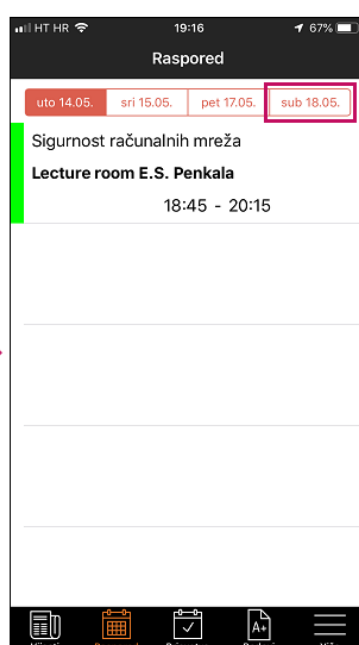 HT HR 19:16 67%
Raspored
uto 14.05. sri 15.05. pet 17.05. sub 18.05.
Sigurnost računalnih mreža
Lecture room E.S. Penkala
18:45 - 20:15
A+